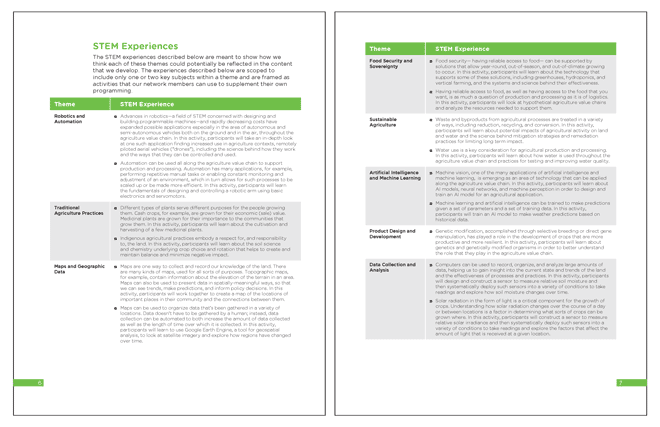 STEM Experiences
The STEM experiences described below are meant to show how we
think each of these themes could potentially be reflected in the content
that we develop. The experiences described below are scoped to
include only one or two key subjects within a theme and are framed as
activities that our network members can use to supplement their own
programming.
Theme STEM Experience
Robotics and
Automation
Advances in robotics—a field of STEM concerned with designing and
building programmable machines—and rapidly decreasing costs have
expanded possible applications especially in the area of autonomous and
semi-autonomous vehicles both on the ground and in the air, throughout the
agriculture value chain. In this activity, participants will take an in-depth look
at one such application finding increased use in agriculture contexts, remotely
piloted aerial vehicles ("drones"), including the science behind how they work
and the ways that they can be controlled and used.
Automation can be used all along the agriculture value chain to support
production and processing. Automation has many applications, for example,
performing repetitive manual tasks or enabling constant monitoring and
adjustment of an environment, which in turn allows for such processes to be
scaled up or be made more efficient. In this activity, participants will learn
the fundamentals of designing and controlling a robotic arm using basic
electronics and servomotors.
Traditional
Agriculture Practices
Different types of plants serve different purposes for the people growing
them. Cash crops, for example, are grown for their economic (sale) value.
Medicinal plants are grown for their importance to the communities that
grow them. In this activity, participants will learn about the cultivation and
harvesting of a few medicinal plants.
Indigenous agricultural practices embody a respect for, and responsibility
to, the land. In this activity, participants will learn about the soil science
and chemistry underlying crop choice and rotation that helps to create and
maintain balance and minimize negative impact.
Maps and Geographic
Data
Maps are one way to collect and record our knowledge of the land. There
are many kinds of maps, used for all sorts of purposes. Topographic maps,
for example, contain information about the elevation of the terrain in an area.
Maps can also be used to present data in spatially meaningful ways, so that
we can see trends, make predictions, and inform policy decisions. In this
activity, participants will work together to create a map of the locations of
important places in their community and the connections between them.
Maps can be used to organize data that's been gathered in a variety of
locations. Data doesn't have to be gathered by a human; instead, data
collection can be automated to both increase the amount of data collected
as well as the length of time over which it is collected. In this activity,
participants will learn to use Google Earth Engine, a tool for geospatial
analysis, to look at satellite imagery and explore how regions have changed
over time.
6
Theme STEM Experience
Food Security and
Sovereignty
Food security— having reliable access to food— can be supported by
solutions that allow year-round, out-of-season, and out-of-climate growing
to occur. In this activity, participants will learn about the technology that
supports some of these solutions, including greenhouses, hydroponics, and
vertical farming, and the systems and science behind their effectiveness.
Having reliable access to food, as well as having access to the food that you
want, is as much a question of production and processing as it is of logistics.
In this activity, participants will look at hypothetical agriculture value chains
and analyze the resources needed to support them.
Sustainable
Agriculture
Waste and byproducts from agricultural processes are treated in a variety
of ways, including reduction, recycling, and conversion. In this activity,
participants will learn about potential impacts of agricultural activity on land
and water and the science behind mitigation strategies and remediation
practices for limiting long term impact.
Water use is a key consideration for agricultural production and processing.
In this activity, participants will learn about how water is used throughout the
agriculture value chain and practices for testing and improving water quality.
Artificial Intelligence
and Machine Learning
Machine vision, one of the many applications of artificial intelligence and
machine learning, is emerging as an area of technology that can be applied
along the agriculture value chain. In this activity, participants will learn about
AI models, neural networks, and machine perception in order to design and
train an AI model for an agricultural application.
Machine learning and artificial intelligence can be trained to make predictions
given a set of parameters and a set of training data. In this activity,
participants will train an AI model to make weather predictions based on
historical data.
Product Design and
Development
Genetic modification, accomplished through selective breeding or direct gene
manipulation, has played a role in the development of crops that are more
productive and more resilient. In this activity, participants will learn about
genetics and genetically modified organisms in order to better understand
the role that they play in the agriculture value chain.
Data Collection and
Analysis
Computers can be used to record, organize, and analyze large amounts of
data, helping us to gain insight into the current state and trends of the land
and the effectiveness of processes and practices. In this activity, participants
will design and construct a sensor to measure relative soil moisture and
then systematically deploy such sensors into a variety of conditions to take
readings and explore how soil moisture changes over time.
Solar radiation in the form of light is a critical component for the growth of
crops. Understanding how solar radiation changes over the course of a day
or between locations is a factor in determining what sorts of crops can be
grown where. In this activity, participants will construct a sensor to measure
relative solar irradiance and then systematically deploy such sensors into a
variety of conditions to take readings and explore the factors that affect the
amount of light that is received at a given location.
7